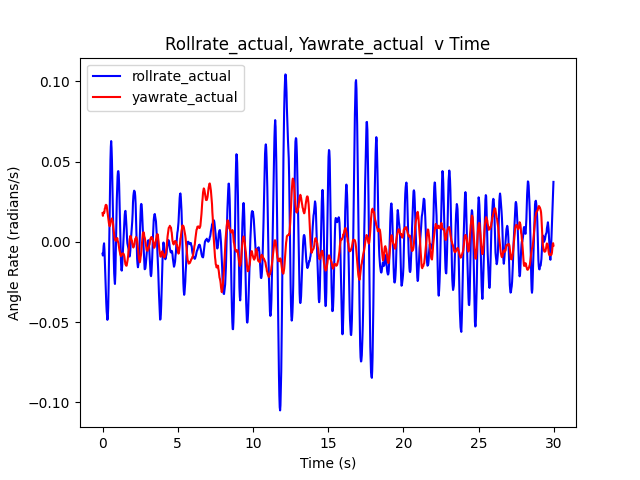 Rollrate_actual, Yawrate_actual  v Time
rollrate_actual
yawrate_actual
Angle Rate (radians/s)
0.10
0.05
0.00
−0.05
−0.10
0 5 10 15 20 25 30
Time (s)